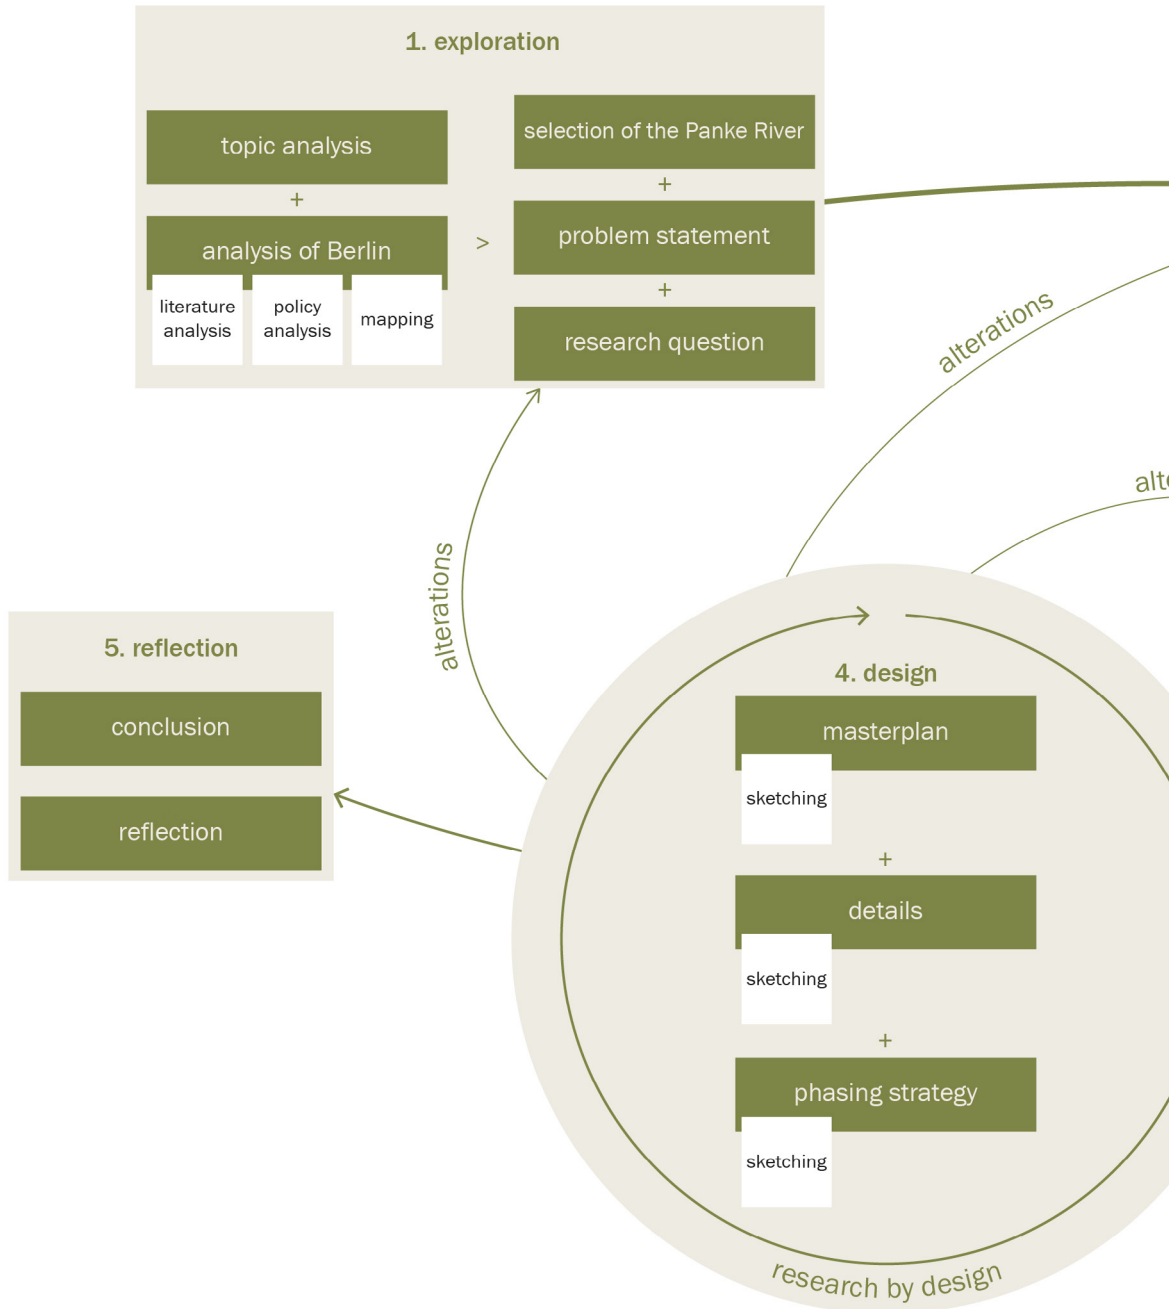 1. exploration
topic analysis
+
analysis of Berlin
literature
analysis
policy
analysis
mapping
>
selection of the Panke River
+
problem statement
+
research question
alterations
alterations
5. reflection
conclusion
reflection
4. design
masterplan
sketching
+
details
sketching
+
phasing strategy
sketching
research by design